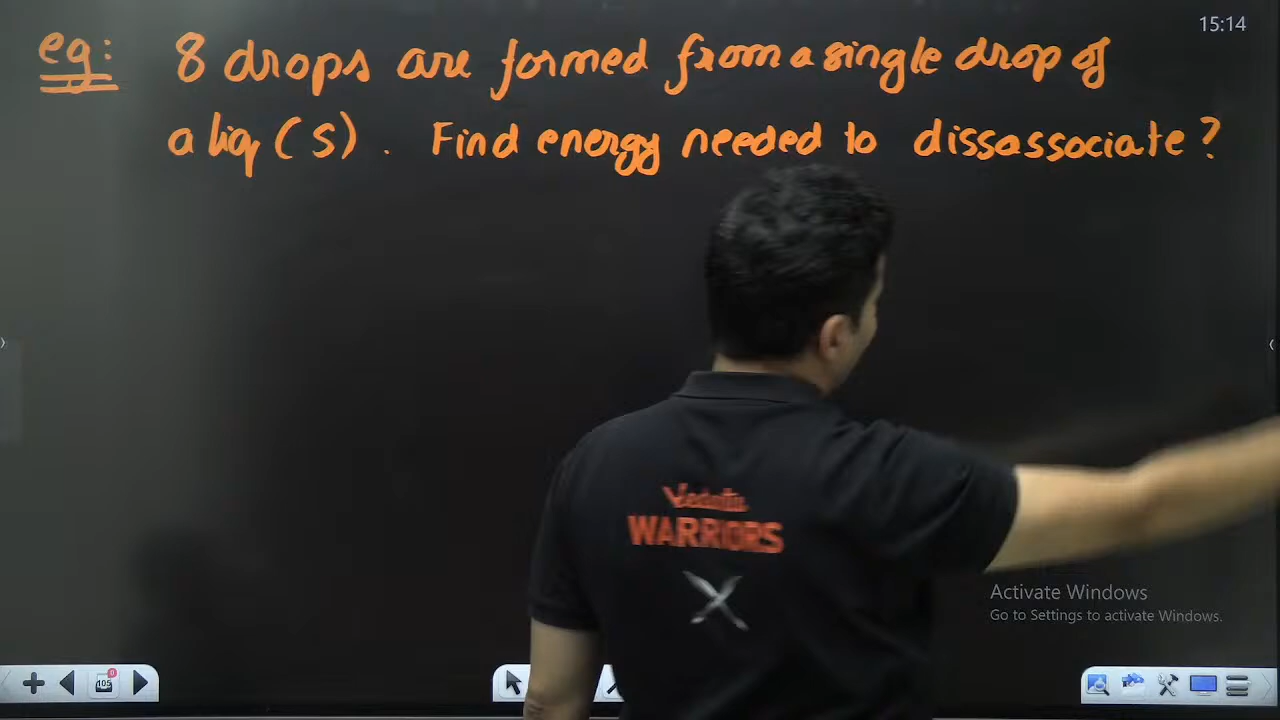 15:14
eg: 8 drops are formed from a single drop of
a liq (S). Find energy needed to dissassociate?
Vedantu
WARRIORS
Activate Windows
Go to Settings to activate Windows.
105